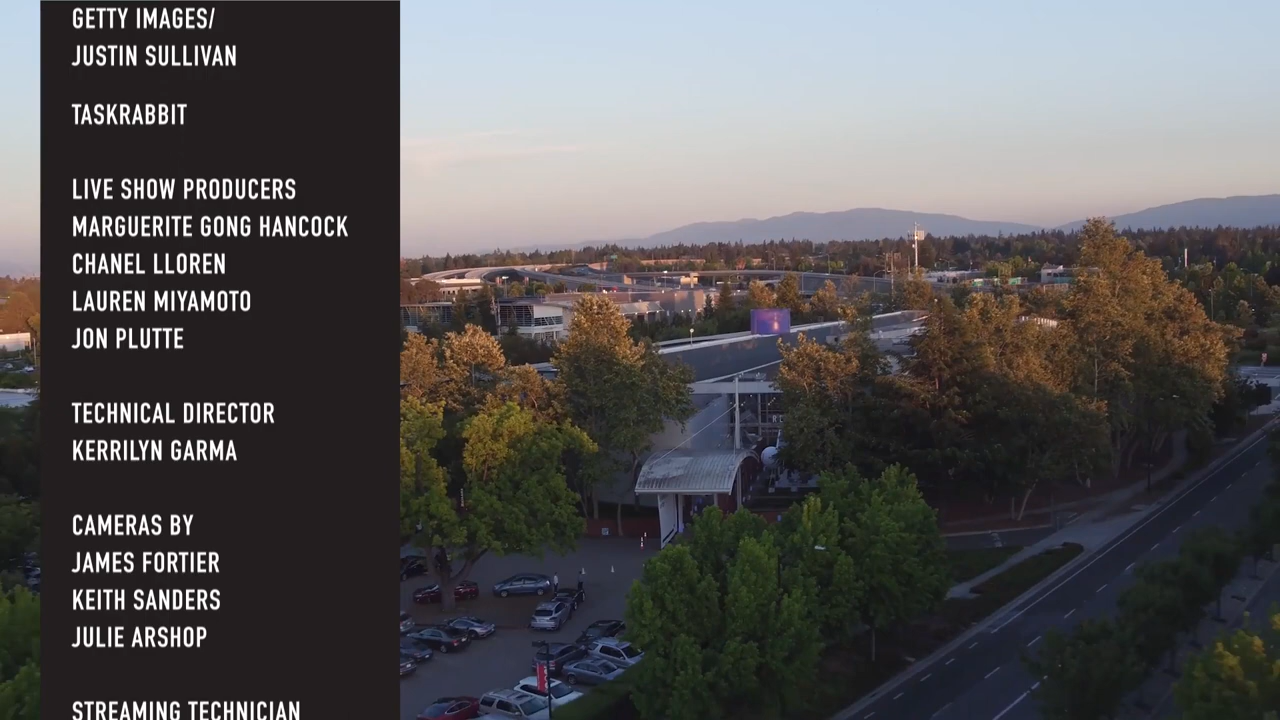 GETTY IMAGES/
JUSTIN SULLIVAN
TASKRABBIT
LIVE SHOW PRODUCERS
MARGUERITE GONG HANCOCK
CHANEL LLOREN
LAUREN MIYAMOTO
JON PLUTTE
TECHNICAL DIRECTOR
KERRILYN GARMA
CAMERAS BY
JAMES FORTIER
KEITH SANDERS
JULIE ARSHOP
STREAMING TECHNICIAN